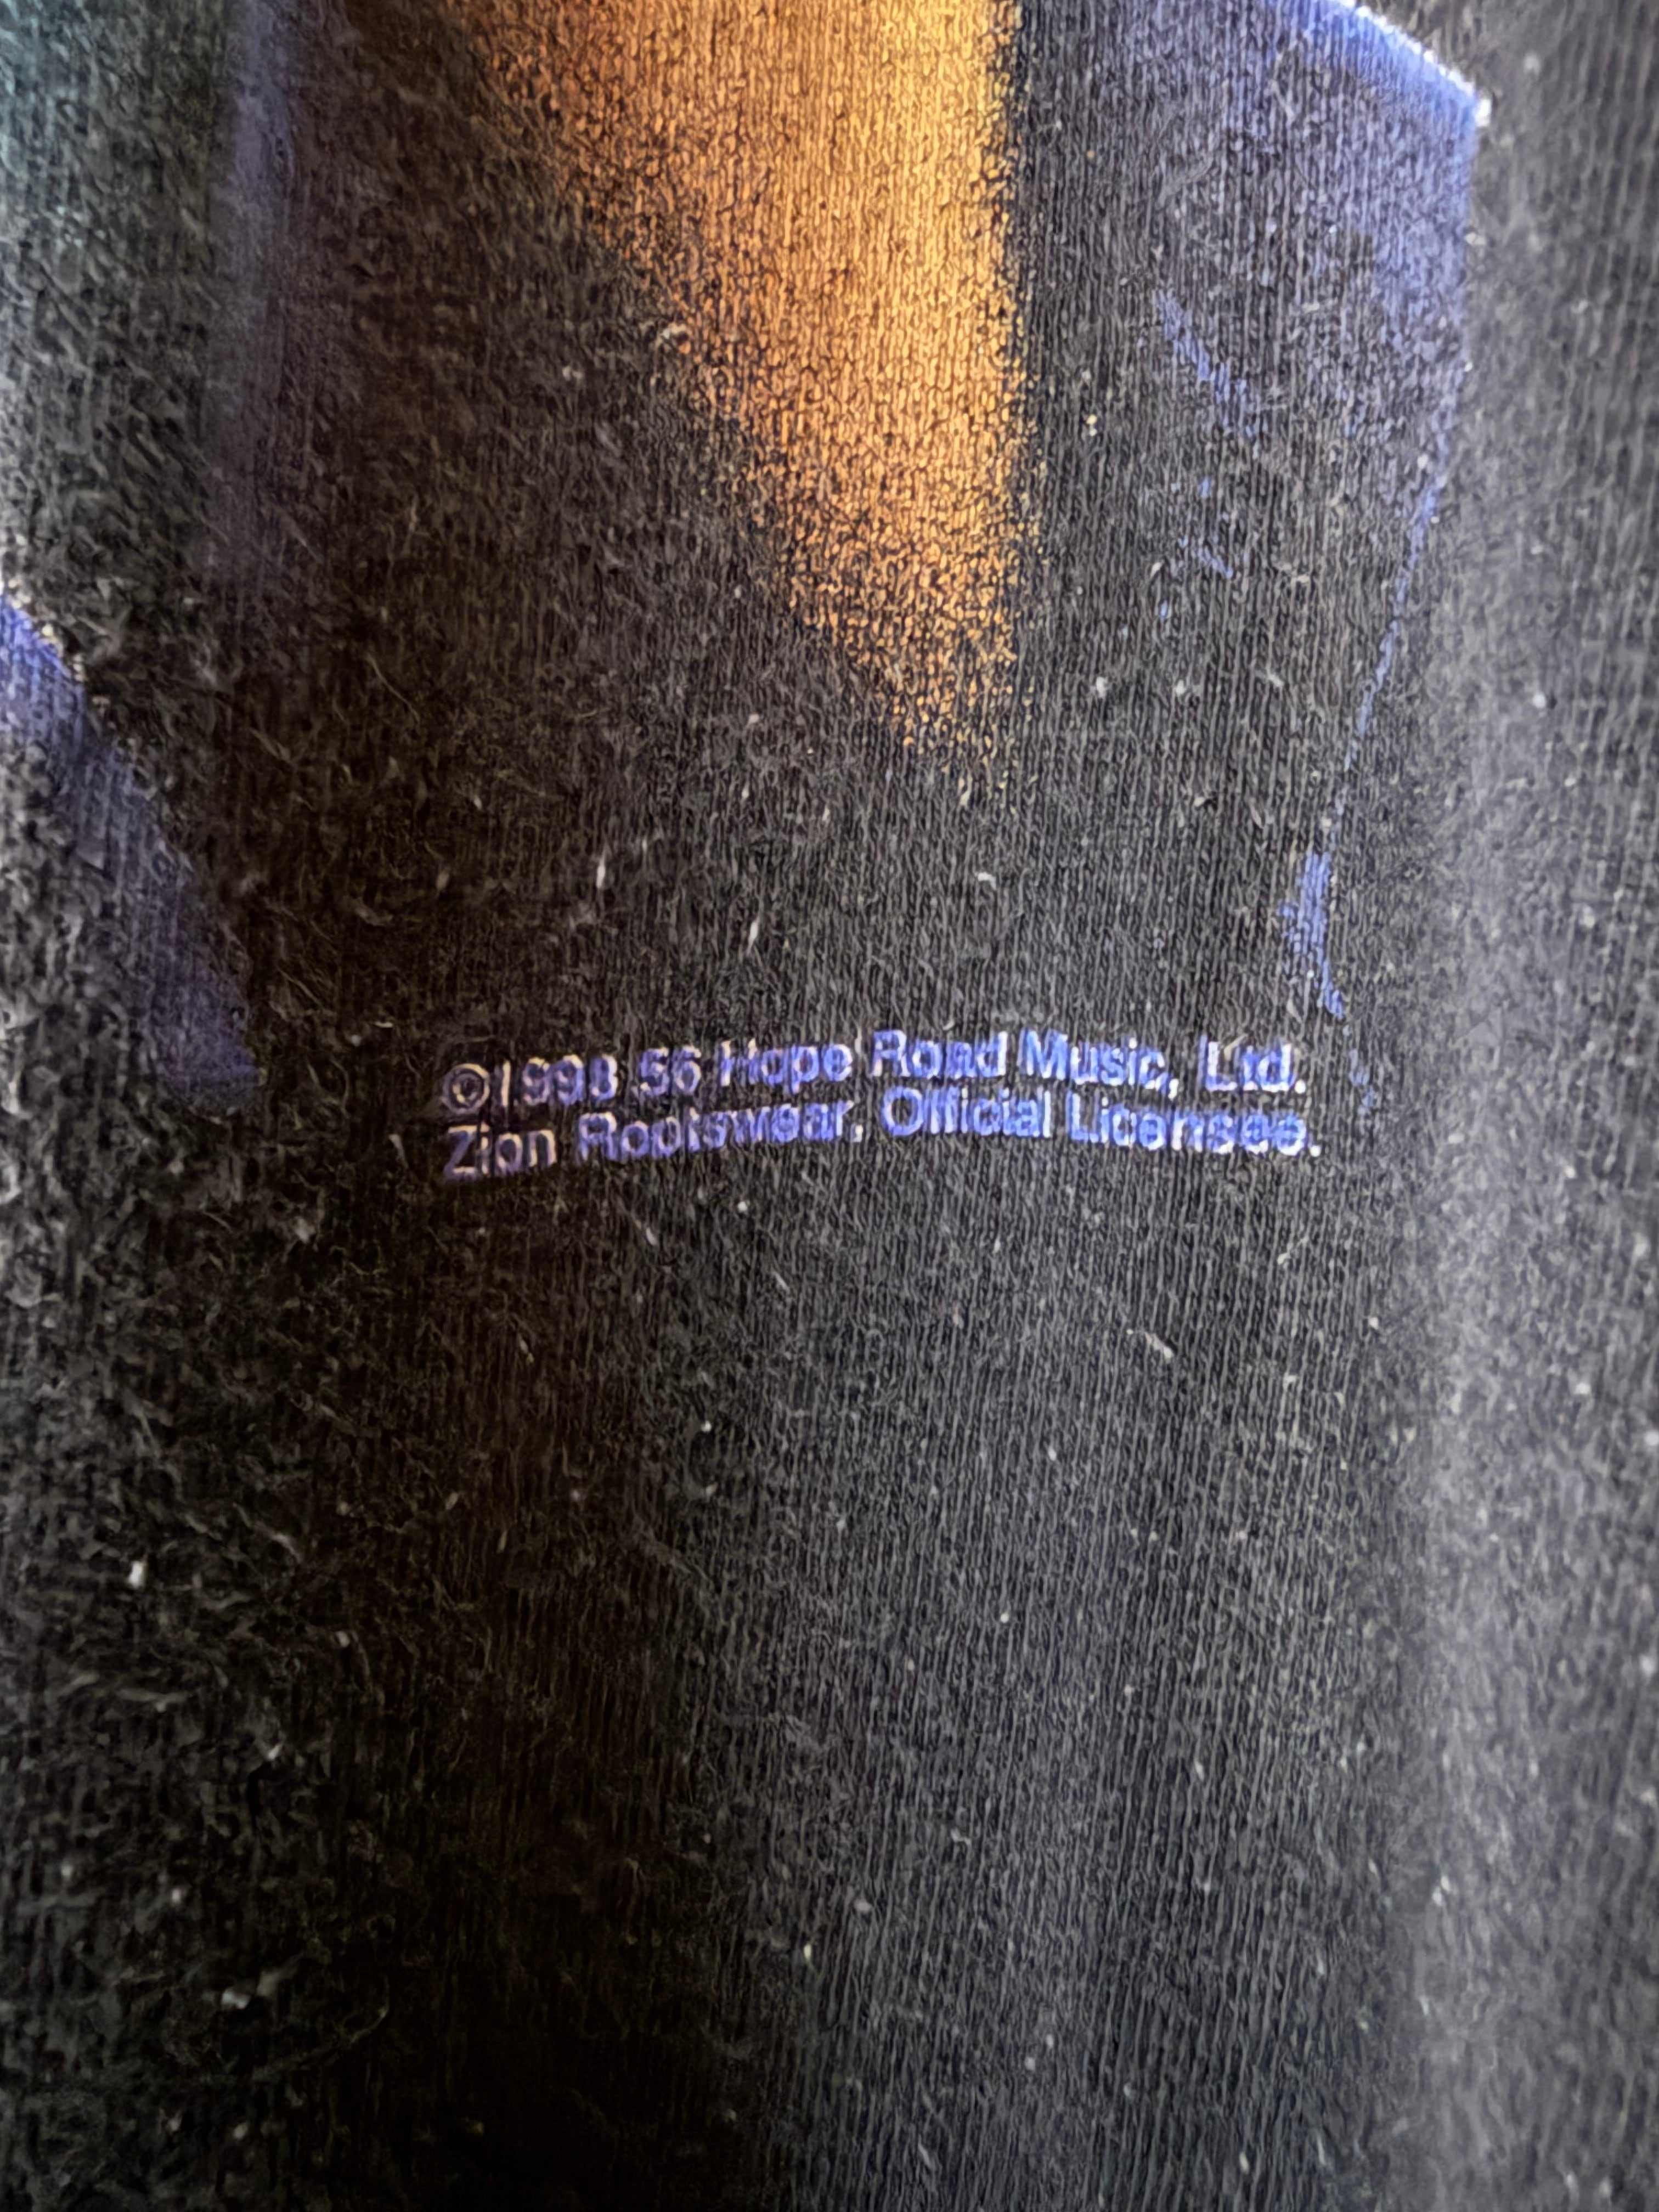 ©1998 56 Hope Road Music, Ltd.
Zion Rootswear, Official Licensee.